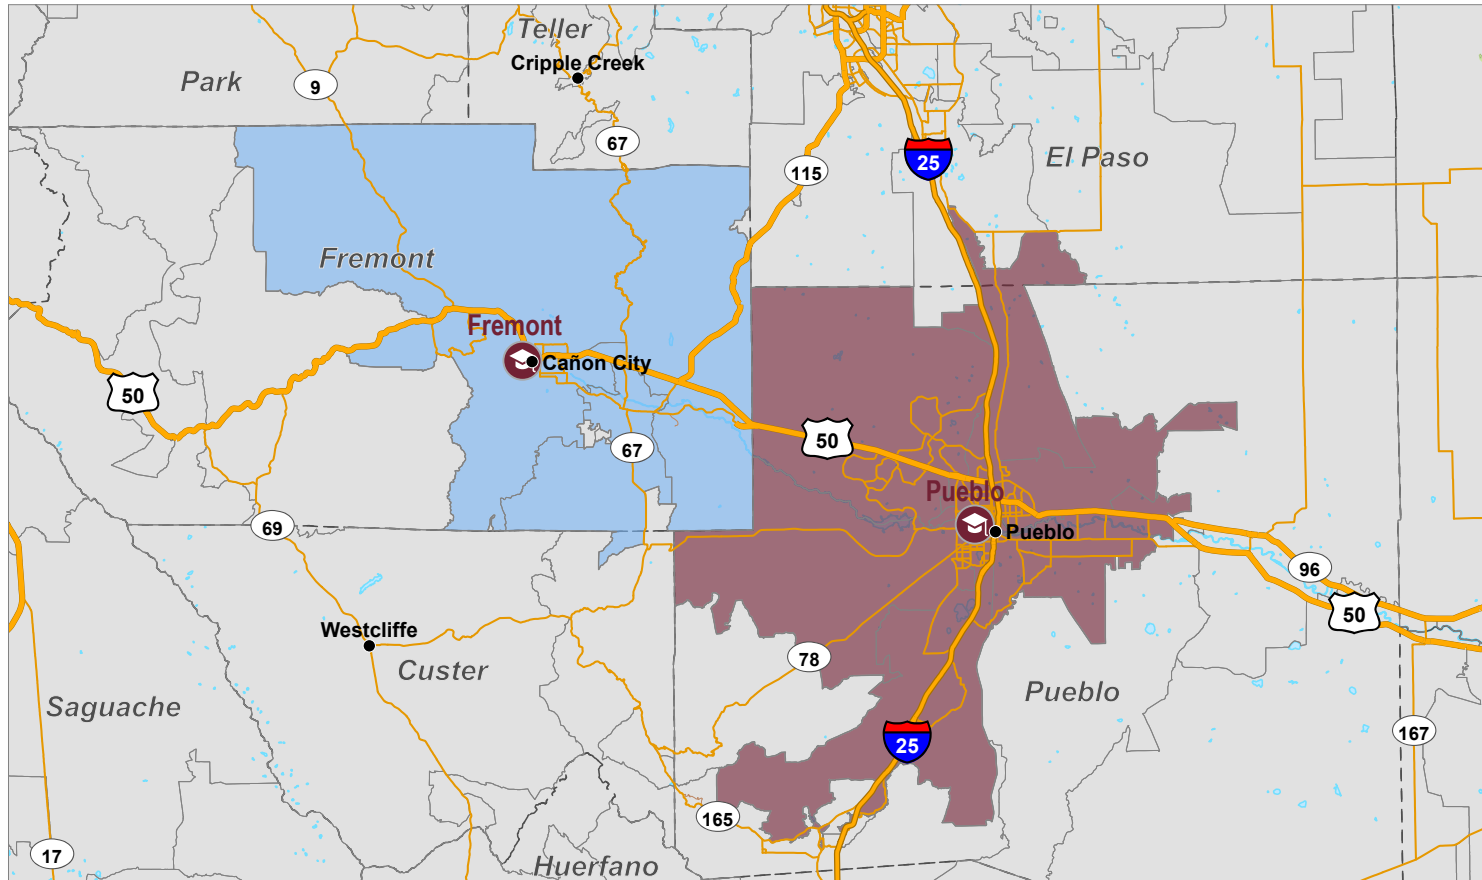 Teller
Cripple Creek
Park
9
67
25
El Paso
115
Fremont
Fremont
Cañon City
50
50
67
Pueblo
Pueblo
69
96
50
Westcliffe
78
Custer
Pueblo
Saguache
167
25
165
17
Huerfano